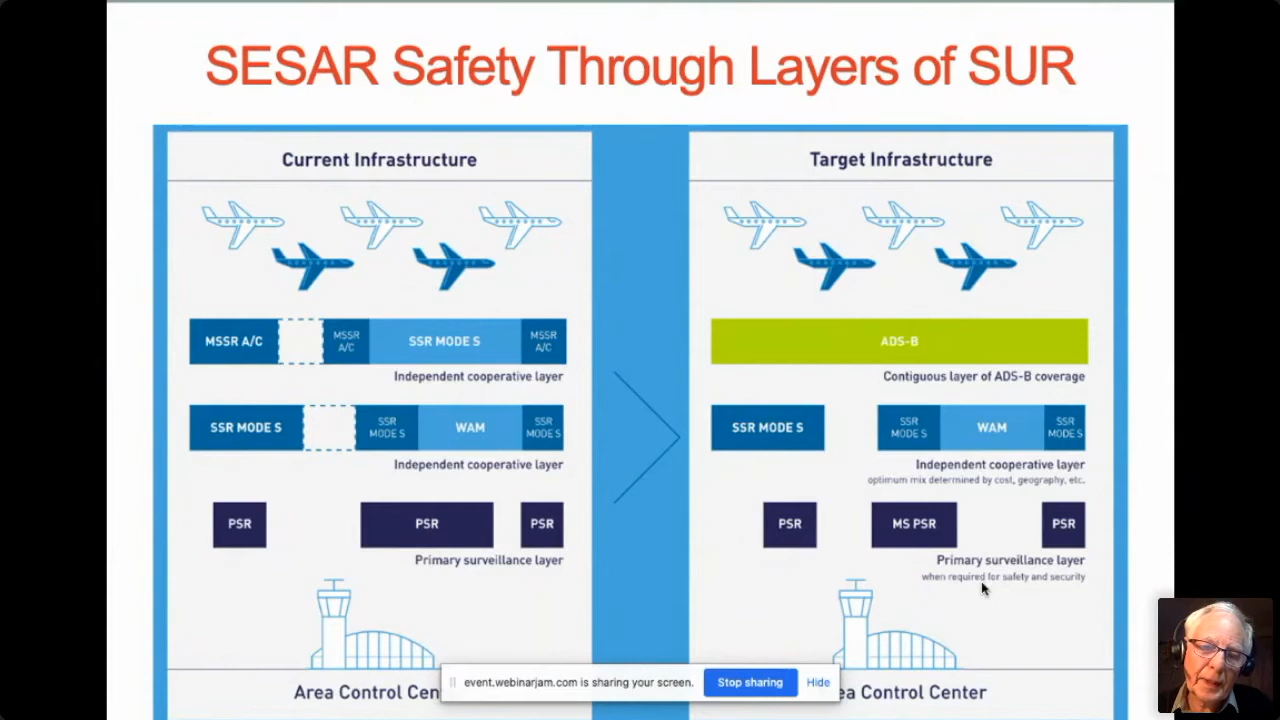 SESAR Safety Through Layers of SUR
Current Infrastructure
MSSR A/C
MSSR
A/C
SSR MODE S
MSSR
A/C
Independent cooperative layer
SSR MODE S
SSR
MODE S
WAM
SSR
MODE S
Independent cooperative layer
PSR
PSR
PSR
Primary surveillance layer
Area Control Cen
Target Infrastructure
ADS-B
Contiguous layer of ADS-B coverage
SSR MODE S
SSR
MODE S
WAM
SSR
MODE S
Independent cooperative layer
optimum mix determined by cost, geography, etc.
PSR
MS PSR
PSR
Primary surveillance layer
when required for safety and security
ea Control Center
event.webinarjam.com is sharing your screen.
Stop sharing
Hide